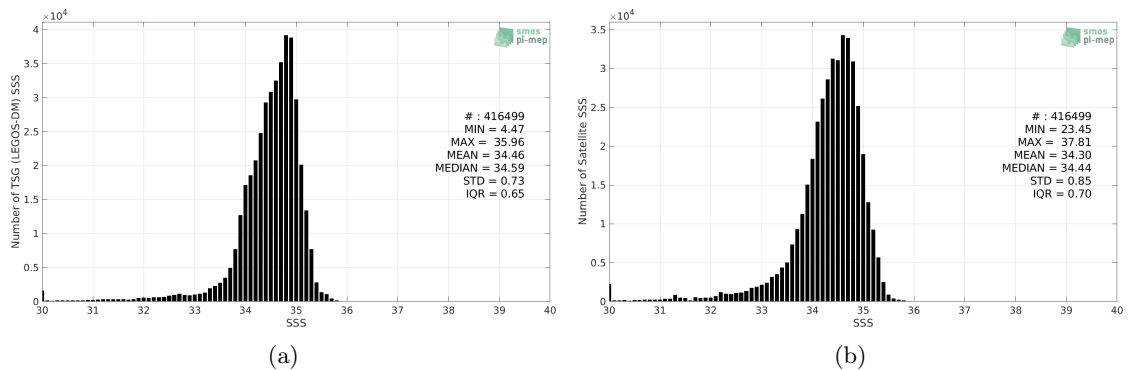 ×10⁴
4
3.5
3
2.5
2
1.5
1
0.5
0
Number of TSG (LEGOS-DM) SSS
smos
pi-mep
# : 416499
MIN = 4.47
MAX = 35.96
MEAN = 34.46
MEDIAN = 34.59
STD = 0.73
IQR = 0.65
30 31 32 33 34 35 36 37 38 39 40
SSS
(a)
×10⁴
3.5
3
2.5
2
1.5
1
0.5
0
Number of Satellite SSS
smos
pi-mep
# : 416499
MIN = 23.45
MAX = 37.81
MEAN = 34.30
MEDIAN = 34.44
STD = 0.85
IQR = 0.70
30 31 32 33 34 35 36 37 38 39 40
SSS
(b)